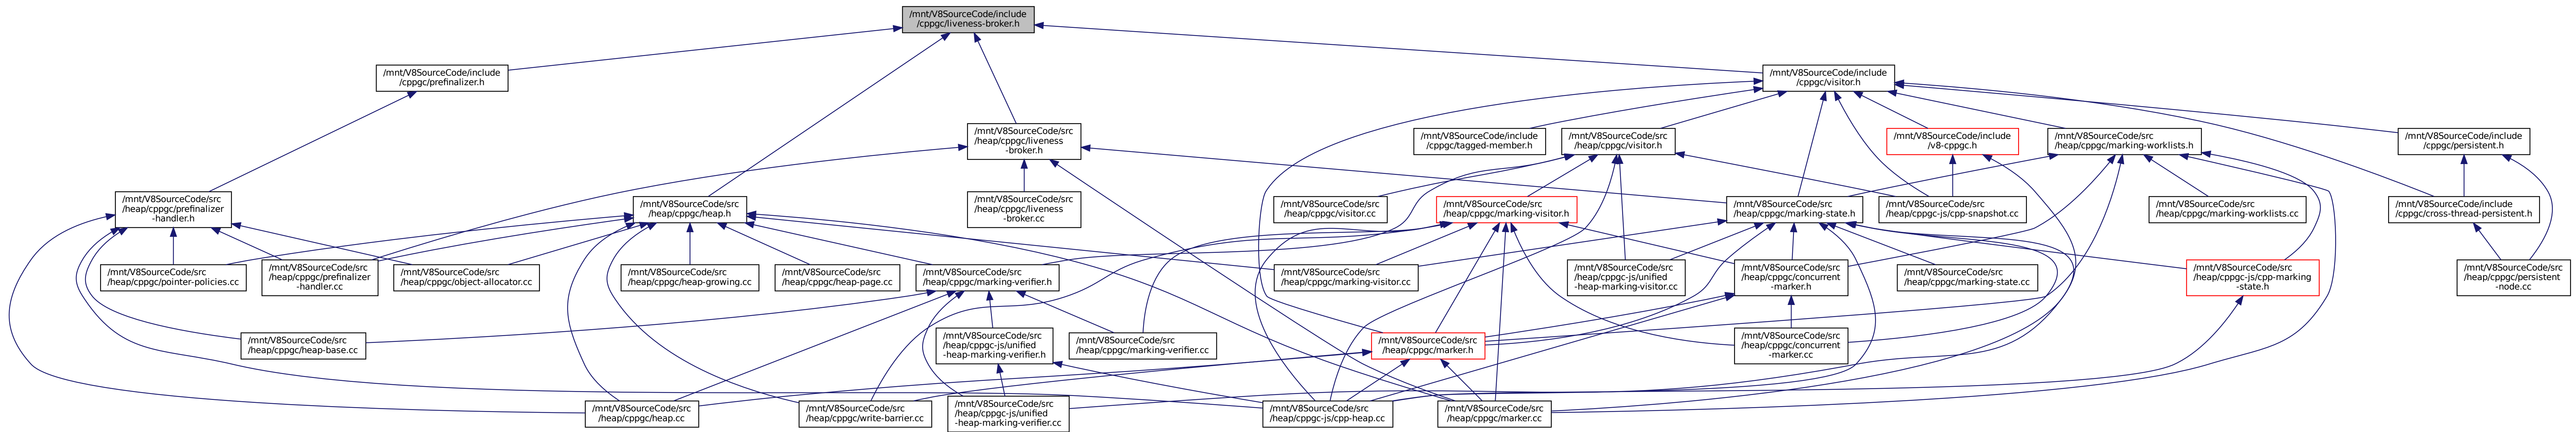 /mnt/V8SourceCode/include
/cppgc/liveness-broker.h
/mnt/V8SourceCode/include
/cppgc/prefinalizer.h
/mnt/V8SourceCode/include
/cppgc/visitor.h
/mnt/V8SourceCode/src
/heap/cppgc/liveness
-broker.h
/mnt/V8SourceCode/include
/cppgc/tagged-member.h
/mnt/V8SourceCode/src
/heap/cppgc/visitor.h
/mnt/V8SourceCode/include
/v8-cppgc.h
/mnt/V8SourceCode/src
/heap/cppgc/marking-worklists.h
/mnt/V8SourceCode/include
/cppgc/persistent.h
/mnt/V8SourceCode/src
/heap/cppgc/prefinalizer
-handler.h
/mnt/V8SourceCode/src
/heap/cppgc/heap.h
/mnt/V8SourceCode/src
/heap/cppgc/liveness
-broker.cc
/mnt/V8SourceCode/src
/heap/cppgc/visitor.cc
/mnt/V8SourceCode/src
/heap/cppgc/marking-visitor.h
/mnt/V8SourceCode/src
/heap/cppgc/marking-state.h
/mnt/V8SourceCode/src
/heap/cppgc-js/cpp-snapshot.cc
/mnt/V8SourceCode/src
/heap/cppgc/marking-worklists.cc
/mnt/V8SourceCode/include
/cppgc/cross-thread-persistent.h
/mnt/V8SourceCode/src
/heap/cppgc/pointer-policies.cc
/mnt/V8SourceCode/src
/heap/cppgc/prefinalizer
-handler.cc
/mnt/V8SourceCode/src
/heap/cppgc/object-allocator.cc
/mnt/V8SourceCode/src
/heap/cppgc/heap-growing.cc
/mnt/V8SourceCode/src
/heap/cppgc/heap-page.cc
/mnt/V8SourceCode/src
/heap/cppgc/marking-verifier.h
/mnt/V8SourceCode/src
/heap/cppgc/marking-visitor.cc
/mnt/V8SourceCode/src
/heap/cppgc-js/unified
-heap-marking-visitor.cc
/mnt/V8SourceCode/src
/heap/cppgc/concurrent
-marker.h
/mnt/V8SourceCode/src
/heap/cppgc/marking-state.cc
/mnt/V8SourceCode/src
/heap/cppgc-js/cpp-marking
-state.h
/mnt/V8SourceCode/src
/heap/cppgc/persistent
-node.cc
/mnt/V8SourceCode/src
/heap/cppgc/heap-base.cc
/mnt/V8SourceCode/src
/heap/cppgc-js/unified
-heap-marking-verifier.h
/mnt/V8SourceCode/src
/heap/cppgc/marking-verifier.cc
/mnt/V8SourceCode/src
/heap/cppgc/marker.h
/mnt/V8SourceCode/src
/heap/cppgc/concurrent
-marker.cc
/mnt/V8SourceCode/src
/heap/cppgc/heap.cc
/mnt/V8SourceCode/src
/heap/cppgc/write-barrier.cc
/mnt/V8SourceCode/src
/heap/cppgc-js/unified
-heap-marking-verifier.cc
/mnt/V8SourceCode/src
/heap/cppgc-js/cpp-heap.cc
/mnt/V8SourceCode/src
/heap/cppgc/marker.cc